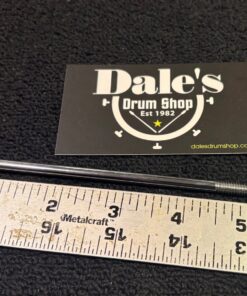 Dale's
Drum Shop
Est 1982
dalesdrumshop.com
2 Metalcraft 3 4 5
16 15 14